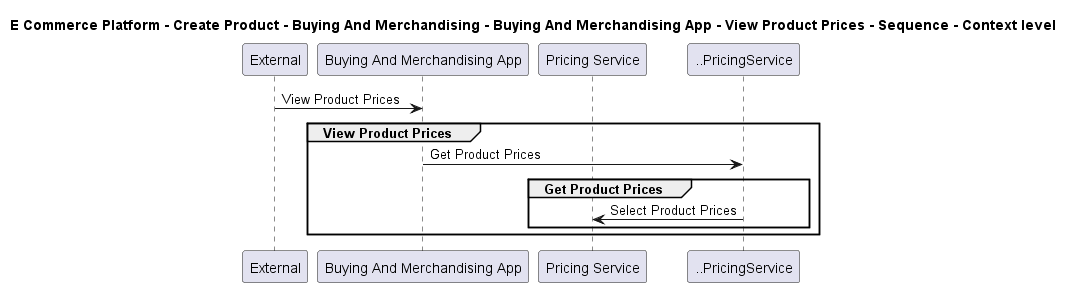 E Commerce Platform - Create Product - Buying And Merchandising - Buying And Merchandising App - View Product Prices - Sequence - Context level
External Buying And Merchandising App Pricing Service ..PricingService
View Product Prices
View Product Prices
Get Product Prices
Get Product Prices
Select Product Prices
External Buying And Merchandising App Pricing Service ..PricingService